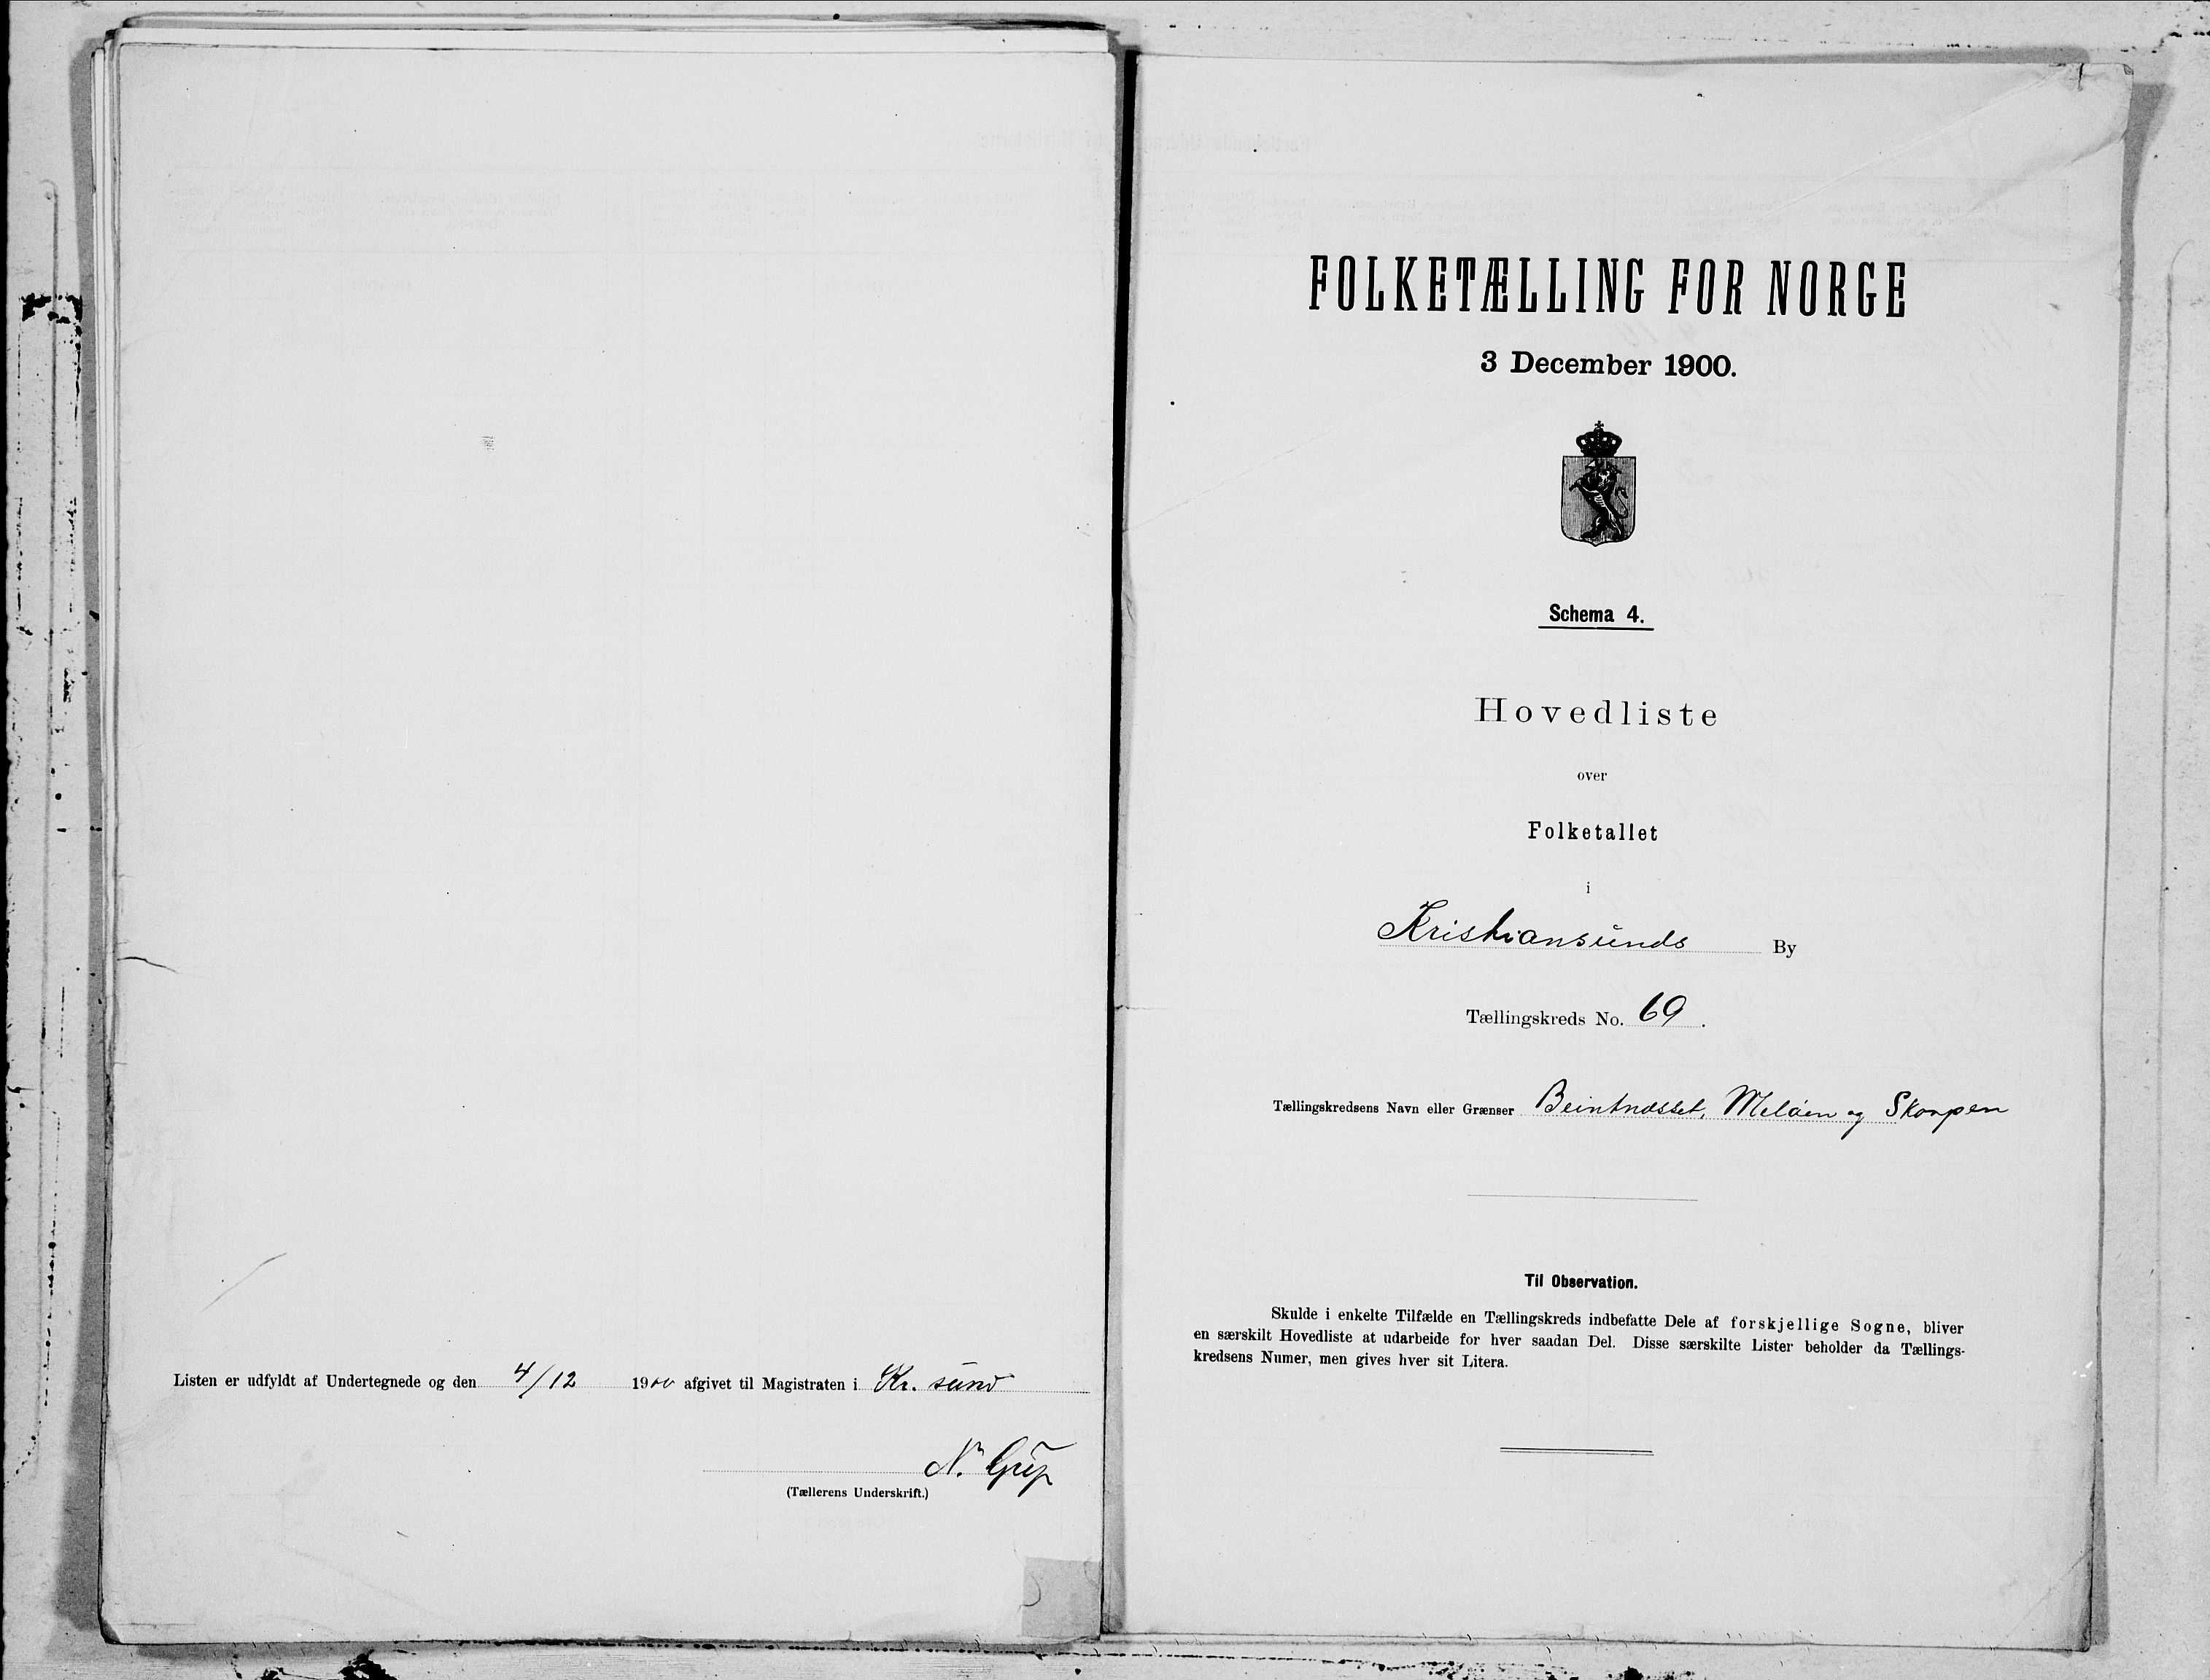 Listen er udfyldt af Undertegnede og den 4/12 1900 afgivet til Magistraten i Kr. sund
N. Grip
(Tællerens Underskrift.)
FOLKETÆLLING FOR NORGE
3 December 1900.
Schema 4.
Hovedliste
over
Folketallet
i
Kristiansunds By
Tællingskreds No. 69.
Tællingskredsens Navn eller Grænser Beintnæsset, Meløen og Skorpen
Til Observation.
Skulde i enkelte Tilfælde en Tællingskreds indbefatte Dele af forskjellige Sogne, bliver
en særskilt Hovedliste at udarbeide for hver saadan Del. Disse særskilte Lister beholder da Tællings-
kredsens Numer, men gives hver sit Litera.